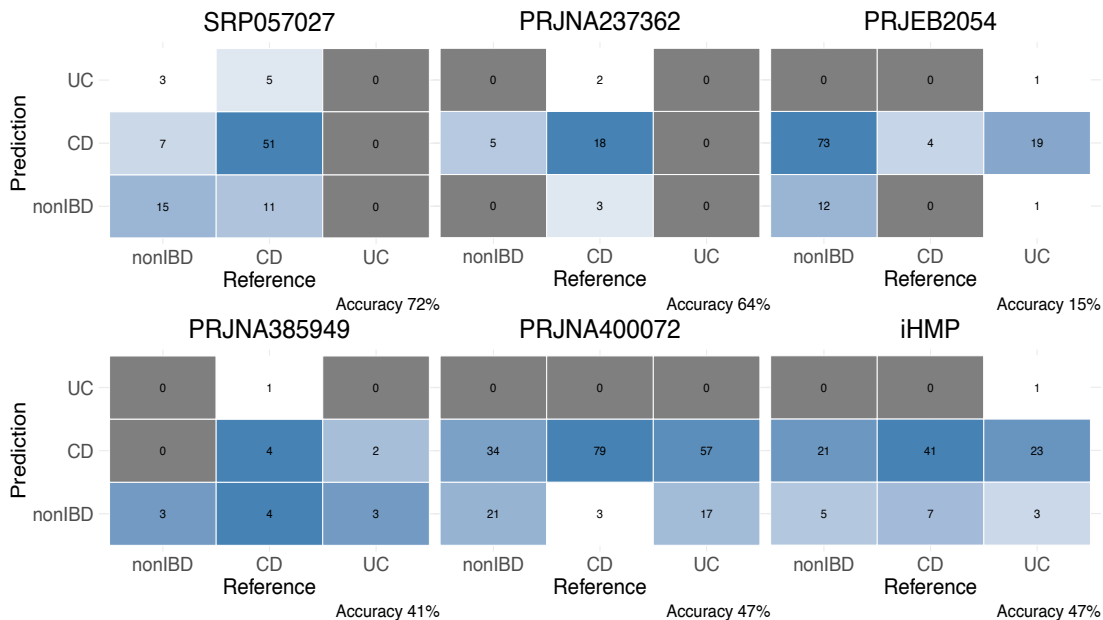 SRP057027 PRJNA237362 PRJEB2054
UC 3 5 0 0 2 0 0 0 1
Prediction
CD 7 51 0 5 18 0 73 4 19
nonIBD 15 11 0 0 3 0 12 0 1
nonIBD CD UC nonIBD CD UC nonIBD CD UC
Reference Reference Reference
Accuracy 72% Accuracy 64% Accuracy 15%
PRJNA385949 PRJNA400072 iHMP
UC 0 1 0 0 0 0 0 0 1
Prediction
CD 0 4 2 34 79 57 21 41 23
nonIBD 3 4 3 21 3 17 5 7 3
nonIBD CD UC nonIBD CD UC nonIBD CD UC
Reference Reference Reference
Accuracy 41% Accuracy 47% Accuracy 47%